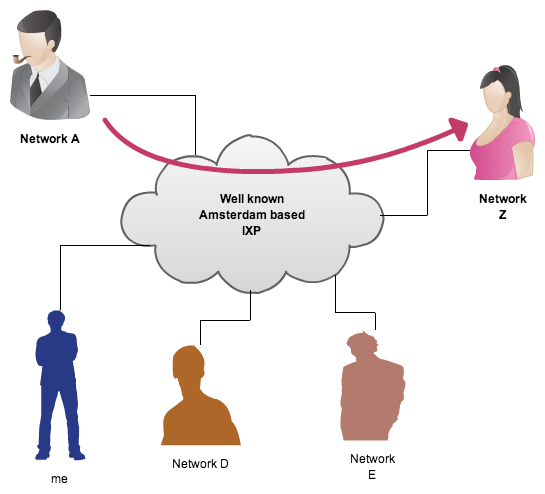 Network A
Network
Z
Well known
Amsterdam based
IXP
me
Network D
Network
E